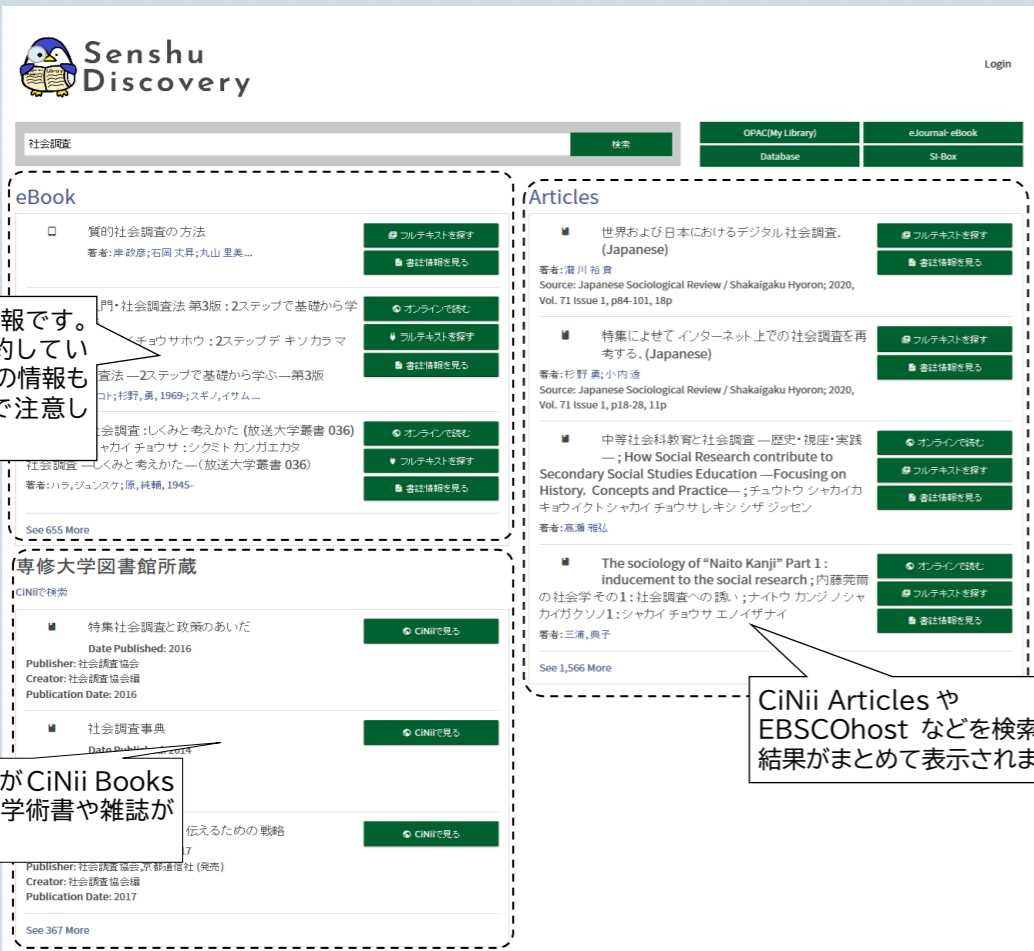 Senshu
Discovery
Login
社会調査
検索
OPAC(My Library)
eJournal·eBook
Database
SI-Box
eBook
質的社会調査の方法
著者:岸 政彦;石岡 丈昇;丸山 里美...
フルテキストを探す
書誌情報を見る
門・社会調査法 第3版 : 2ステップで基礎から学
チョウサホウ : 2ステップ デ キソ カラ マ
査法 —2ステップで基礎から学ぶ—第3版
コト;杉野, 勇, 1969-;スギノ, イサム ...
オンラインで読む
フルテキストを探す
書誌情報を見る
会調査 :しくみと考えかた (放送大学叢書 036)
ャカイ チョウサ : シクミ ト カンガエカタ
社会調査 —しくみと考えかた—（放送大学叢書 036）
著者:ハラ, ジュンスケ;原, 純輔, 1945-
オンラインで読む
フルテキストを探す
書誌情報を見る
See 655 More
報です。
約してい
の情報も
で注意し
専修大学図書館所蔵
CiNiiで検索
特集社会調査と政策のあいだ
Date Published: 2016
Publisher: 社会調査協会
Creator: 社会調査協会編
Publication Date: 2016
CiNiiで見る
社会調査事典
Date Published: 2014
CiNiiで見る
が CiNii Books
学術書や雑誌が
伝えるための戦略
17
Publisher: 社会調査協会,京都通信社 (発売)
Creator: 社会調査協会編
Publication Date: 2017
CiNiiで見る
See 367 More
Articles
世界および日本におけるデジタル社会調査.
(Japanese)
著者:瀧川 裕貴
Source: Japanese Sociological Review / Shakaigaku Hyoron; 2020,
Vol. 71 Issue 1, p84-101, 18p
フルテキストを探す
書誌情報を見る
特集によせて インターネット上での社会調査を再
考する. (Japanese)
著者:杉野 勇;小内 透
Source: Japanese Sociological Review / Shakaigaku Hyoron; 2020,
Vol. 71 Issue 1, p18-28, 11p
フルテキストを探す
書誌情報を見る
中等社会科教育と社会調査 —歴史・視座・実践
— ; How Social Research contribute to
Secondary Social Studies Education —Focusing on
History, Concepts and Practice— ; チュウトウ シャカイカ
キョウイク ト シャカイ チョウサ レキシ シザ ジッセン
著者:高瀬 雅弘
オンラインで読む
フルテキストを探す
書誌情報を見る
The sociology of “Naito Kanji” Part 1 :
inducement to the social research ; 内藤莞爾
の社会学 その1 : 社会調査への誘い ; ナイトウ カンジ ノ シャ
カイガク ソノ 1 : シャカイ チョウサ エノ イザナイ
著者:三浦, 典子
オンラインで読む
フルテキストを探す
書誌情報を見る
See 1,566 More
CiNii Articles や
EBSCOhost などを検索
結果がまとめて表示されま